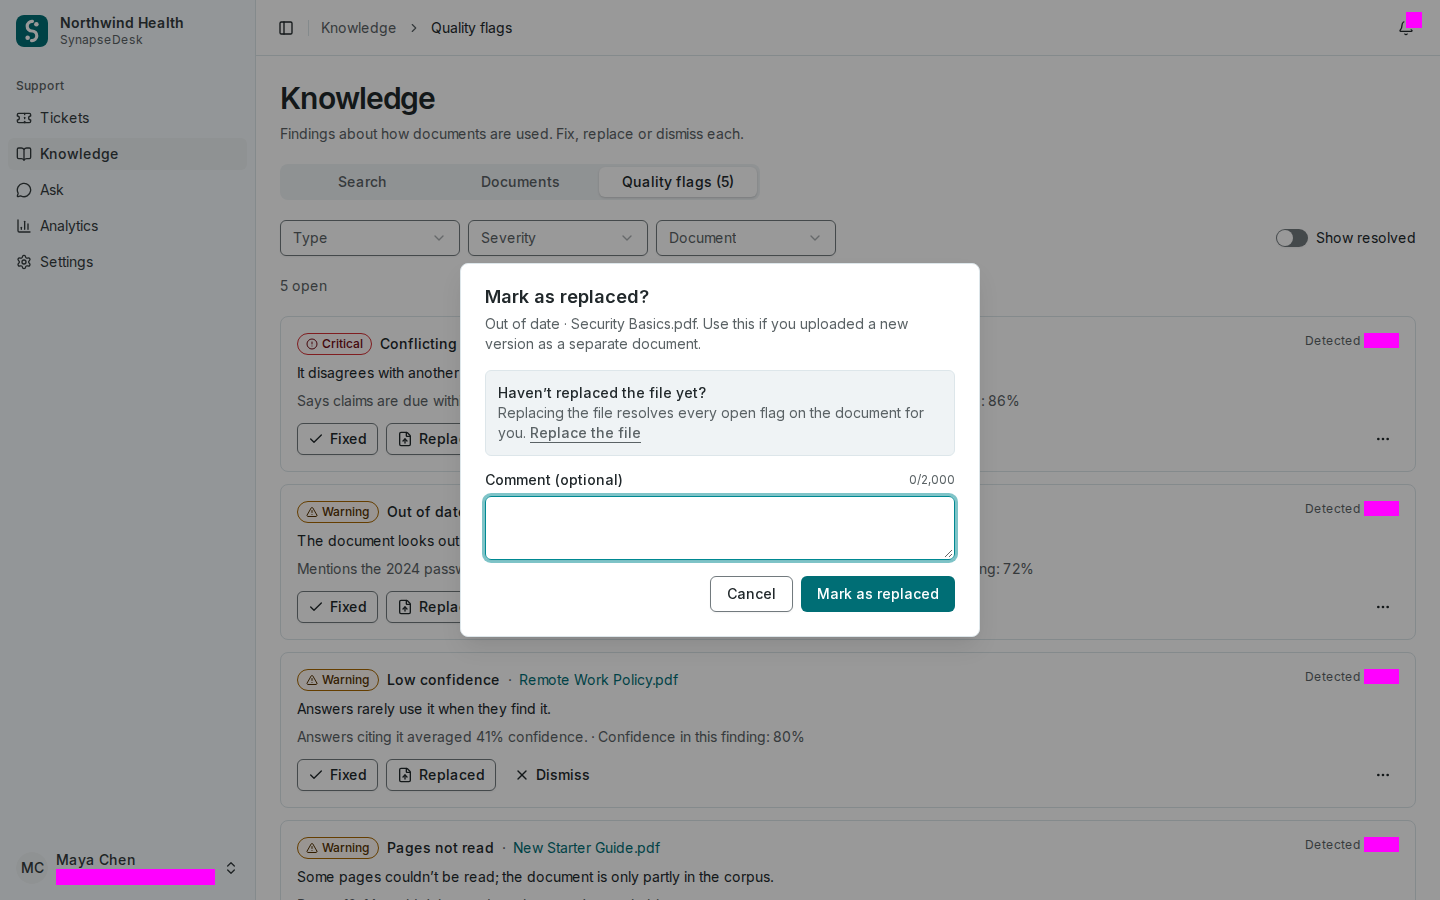 Northwind Health
SynapseDesk
Support
Tickets
Knowledge
Ask
Analytics
Settings
MC
Maya Chen
Knowledge > Quality flags
Knowledge
Findings about how documents are used. Fix, replace or dismiss each.
Search
Documents
Quality flags (5)
Type
Severity
Document
Show resolved
5 open
Critical
Conflicting
Detected
It disagrees with another
Says claims are due with
: 86%
Fixed
Warning
Detected
The document looks out
Mentions the 2024
72%
Fixed
Mark as replaced?
Out of date · Security Basics.pdf. Use this if you uploaded a new
version as a separate document.
Haven’t replaced the file yet?
Replacing the file resolves every open flag on the document for
you. Replace the file
Comment (optional)
0/2,000
Cancel
Mark as replaced
Warning
Low confidence · Remote Work Policy.pdf
Detected
Answers rarely use it when they find it.
Answers citing it averaged 41% confidence. · Confidence in this finding: 80%
Fixed
Replaced
Dismiss
Warning
Pages not read · New Starter Guide.pdf
Detected
Some pages couldn’t be read; the document is only partly in the corpus.